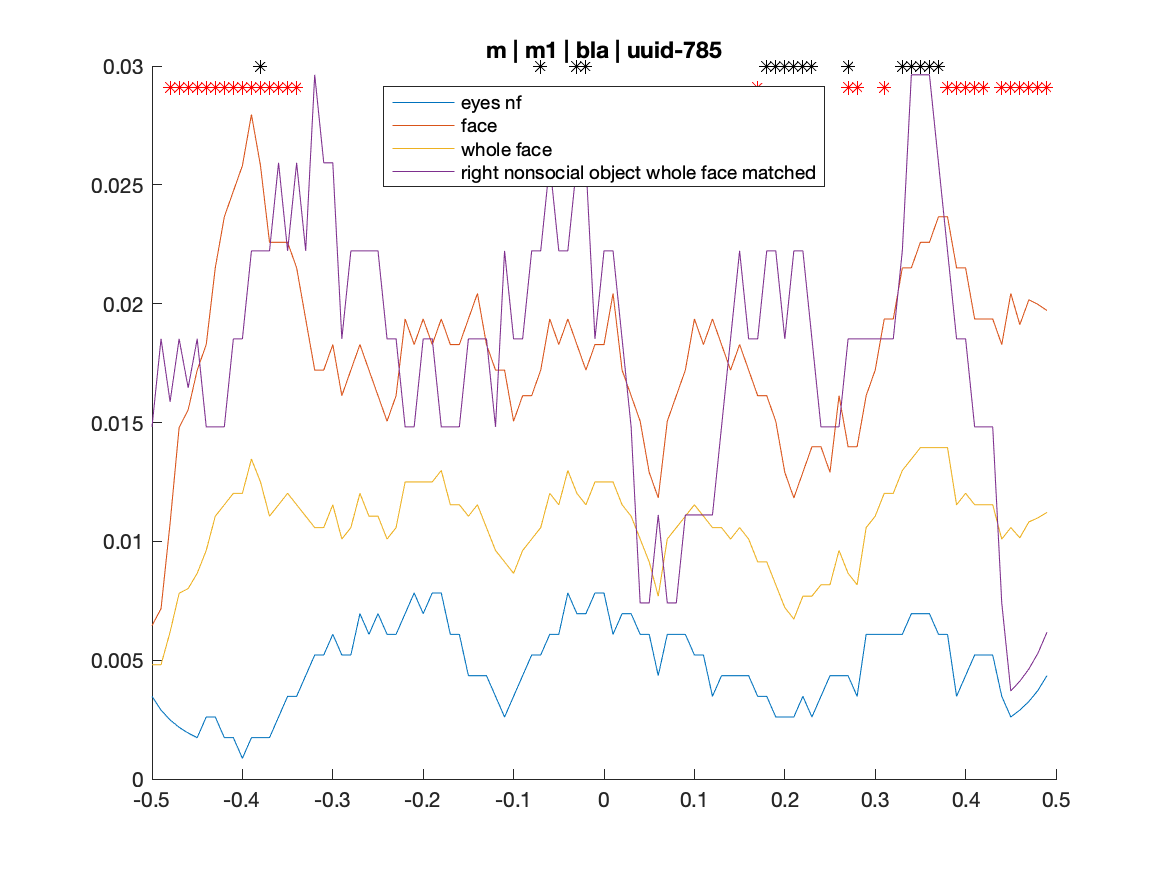 m | m1 | bla | uuid-785
0.03
0.025
0.02
0.015
0.01
0.005
0
eyes nf
face
whole face
right nonsocial object whole face matched
-0.5 -0.4 -0.3 -0.2 -0.1 0 0.1 0.2 0.3 0.4 0.5